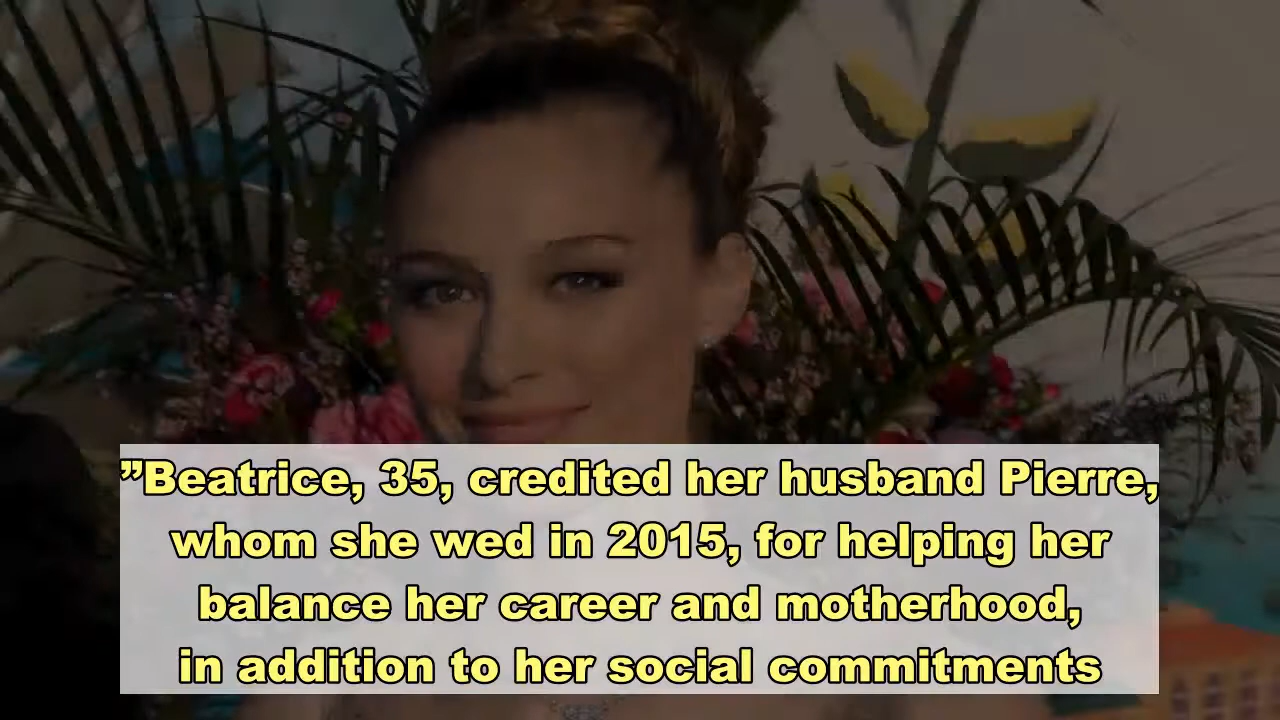 ”Beatrice, 35, credited her husband Pierre,
whom she wed in 2015, for helping her
balance her career and motherhood,
in addition to her social commitments